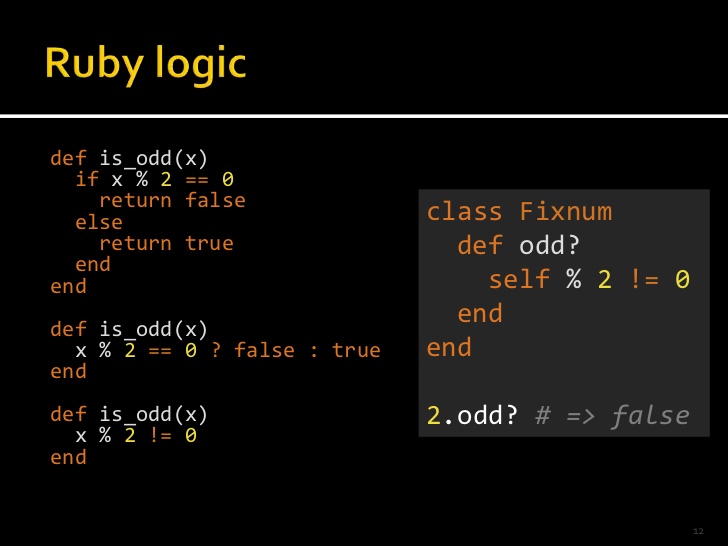 Ruby logic
def is_odd(x)
  if x % 2 == 0
    return false
  else
    return true
  end
end
def is_odd(x)
  x % 2 == 0 ? false : true
end
def is_odd(x)
  x % 2 != 0
end
class Fixnum
  def odd?
    self % 2 != 0
  end
end
2.odd? # => false
12